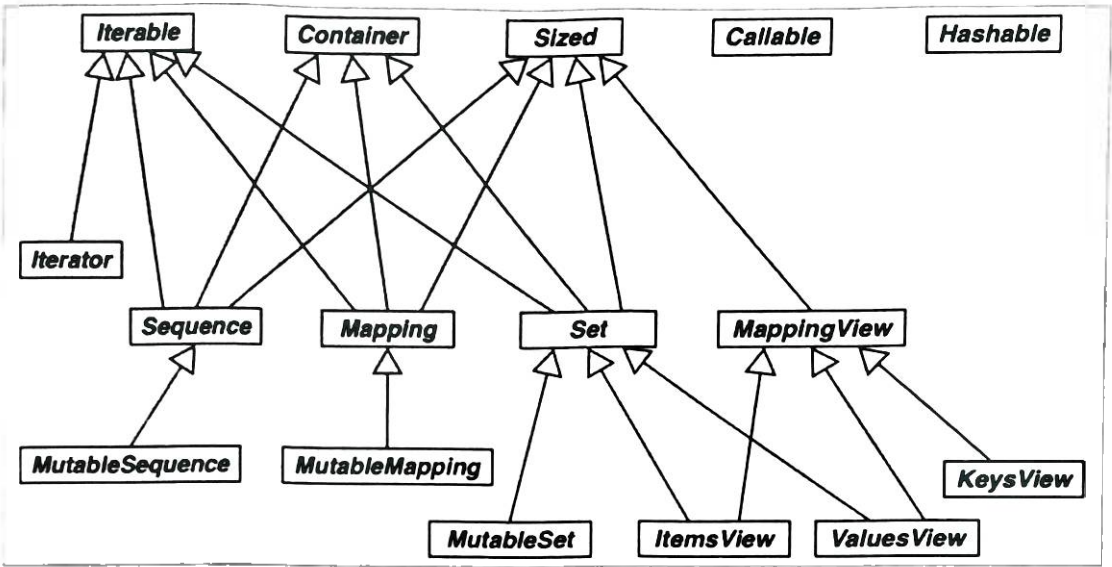 Iterable
Container
Sized
Callable
Hashable
Iterator
Sequence
Mapping
Set
MappingView
MutableSequence
MutableMapping
KeysView
MutableSet
ItemsView
ValuesView